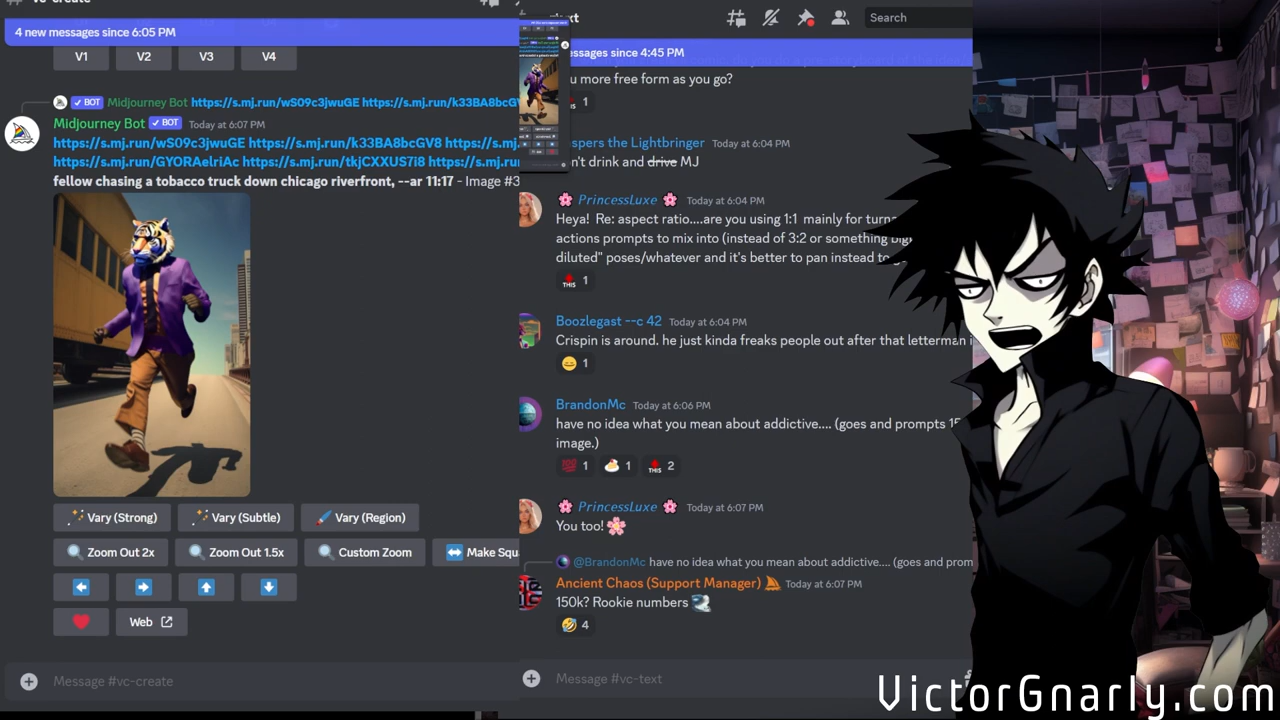 vc-create
4 new messages since 6:05 PM
V1 V2 V3 V4
BOT Midjourney Bot https://s.mj.run/wS09c3jwuGE https://s.mj.run/k33BA8bcGV
Midjourney Bot BOT Today at 6:07 PM
https://s.mj.run/wS09c3jwuGE https://s.mj.run/k33BA8bcGV8 https://s.mj.run
https://s.mj.run/GYORAelriAc https://s.mj.run/tkjCXXUS7i8 https://s.mj.ru
fellow chasing a tobacco truck down chicago riverfront, --ar 11:17 - Image #3
Vary (Strong) Vary (Subtle) Vary (Region)
Zoom Out 2x Zoom Out 1.5x Custom Zoom Make Squ
Web
Message #vc-create
text
Search
essages since 4:45 PM
u more free form as you go?
1
spers the Lightbringer Today at 6:04 PM
n't drink and drive MJ
PrincessLuxe Today at 6:04 PM
Heya! Re: aspect ratio....are you using 1:1 mainly for turna
actions prompts to mix into (instead of 3:2 or something big
diluted" poses/whatever and it's better to pan instead to
THIS 1
Boozlegast --c 42 Today at 6:04 PM
Crispin is around. he just kinda freaks people out after that letterman
1
BrandonMc Today at 6:06 PM
have no idea what you mean about addictive.... (goes and prompts 15
image.)
1 1 THIS 2
PrincessLuxe Today at 6:07 PM
You too!
@BrandonMc have no idea what you mean about addictive.... (goes and prom
Ancient Chaos (Support Manager) Today at 6:07 PM
150k? Rookie numbers
4
Message #vc-text
VictorGnarly.com